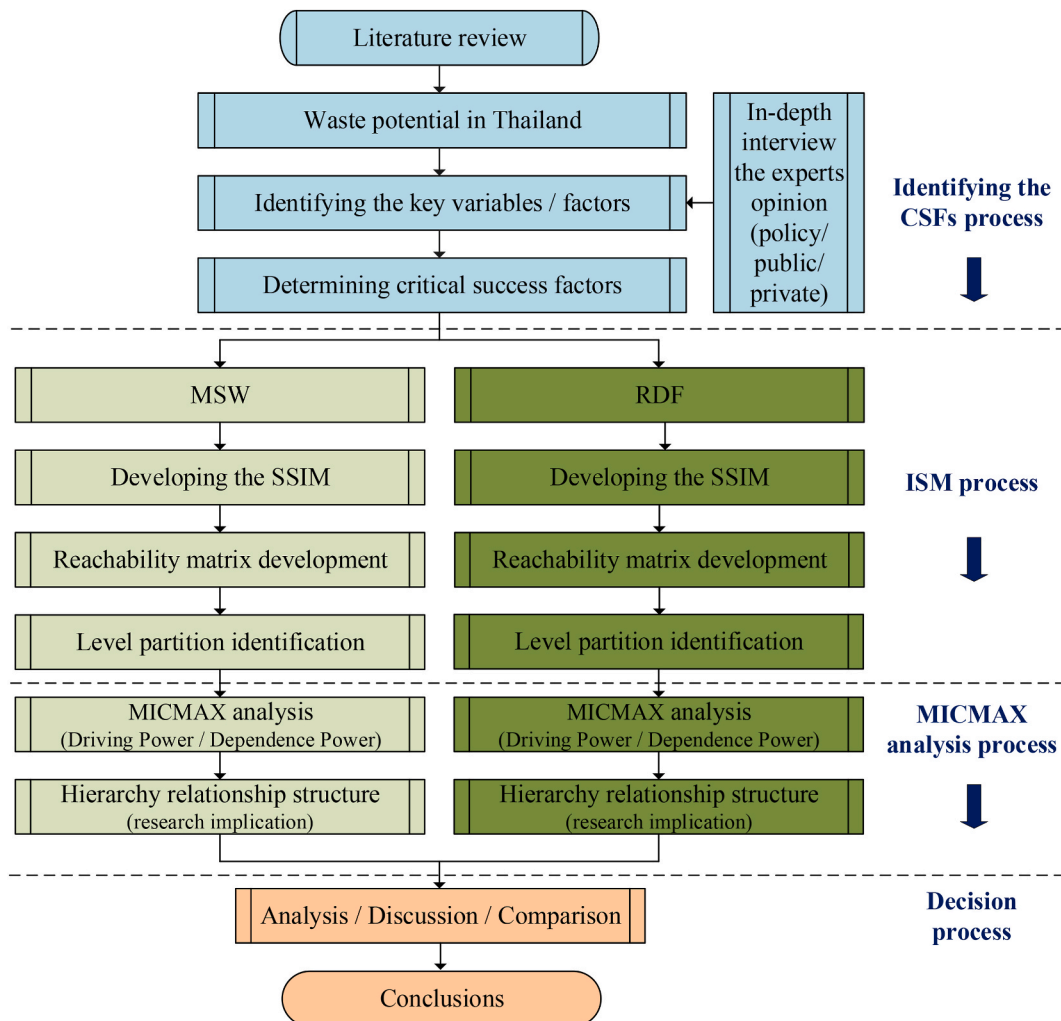 Literature review
Waste potential in Thailand
Identifying the key variables / factors
Determining critical success factors
In-depth
interview
the experts
opinion
(policy/
public/
private)
Identifying the
CSFs process
MSW
Developing the SSIM
Reachability matrix development
Level partition identification
RDF
Developing the SSIM
Reachability matrix development
Level partition identification
ISM process
MICMAX analysis
(Driving Power / Dependence Power)
Hierarchy relationship structure
(research implication)
MICMAX analysis
(Driving Power / Dependence Power)
Hierarchy relationship structure
(research implication)
MICMAX
analysis process
Analysis / Discussion / Comparison
Conclusions
Decision
process